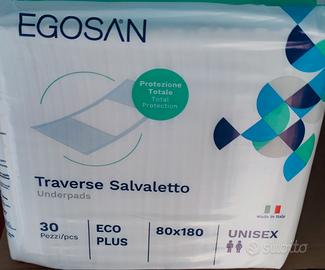 EGOSAN
Protezione
Totale
Total
Protection
Traverse Salvaletto
Underpads
30
Pezzi/pcs
ECO
PLUS
80x180
Made in Italy
UNISEX
subito